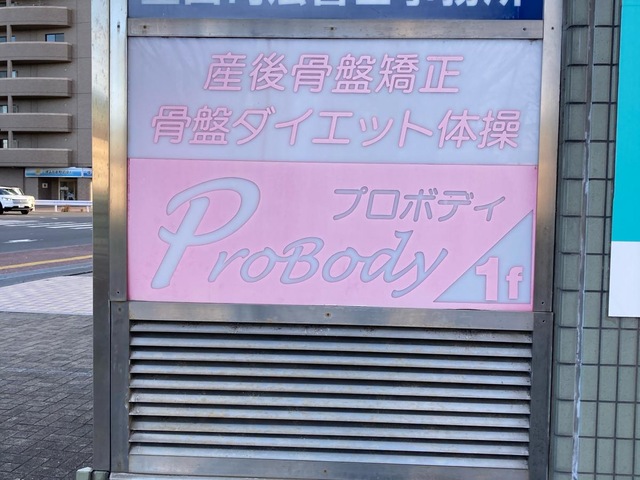 産後骨盤矯正
骨盤ダイエット体操
プロボディ
ProBody
1f